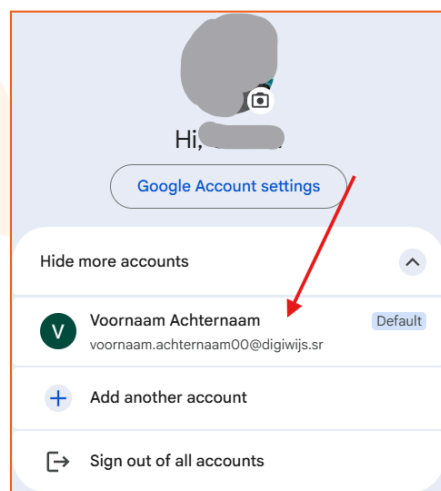 Hi,
Google Account settings
Hide more accounts
V
Voornaam Achternaam
Default
voornaam.achternaam00@digiwijs.sr
Add another account
Sign out of all accounts